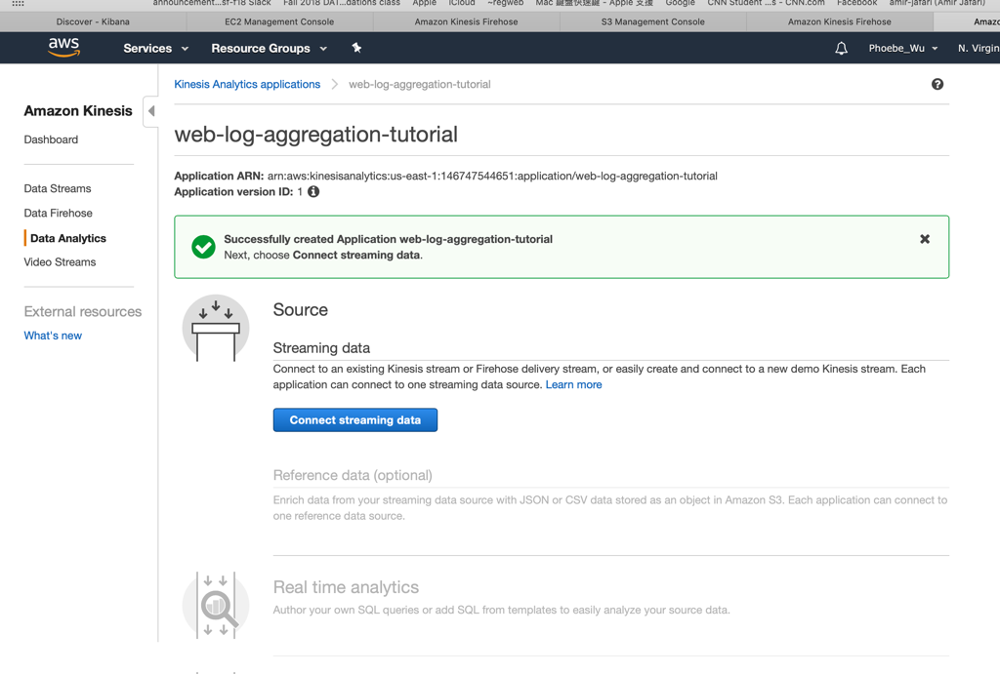 announcement...sf-f18 Slack Fall 2018 DAT...dations class Apple iCloud ~regweb Mac 鍵盤快速鍵 - Apple 支援 Google CNN Student ...s - CNN.com Facebook amir-jafari (Amir Jafari)
Discover - Kibana EC2 Management Console Amazon Kinesis Firehose S3 Management Console Amazon Kinesis Firehose Amazo
aws Services Resource Groups Phoebe_Wu N. Virgin
Kinesis Analytics applications web-log-aggregation-tutorial
Amazon Kinesis
Dashboard
Data Streams
Data Firehose
Data Analytics
Video Streams
External resources
What's new
web-log-aggregation-tutorial
Application ARN: arn:aws:kinesisanalytics:us-east-1:146747544651:application/web-log-aggregation-tutorial
Application version ID: 1
Successfully created Application web-log-aggregation-tutorial
Next, choose Connect streaming data.
Source
Streaming data
Connect to an existing Kinesis stream or Firehose delivery stream, or easily create and connect to a new demo Kinesis stream. Each
application can connect to one streaming data source. Learn more
Connect streaming data
Reference data (optional)
Enrich data from your streaming data source with JSON or CSV data stored as an object in Amazon S3. Each application can connect to
one reference data source.
Real time analytics
Author your own SQL queries or add SQL from templates to easily analyze your source data.